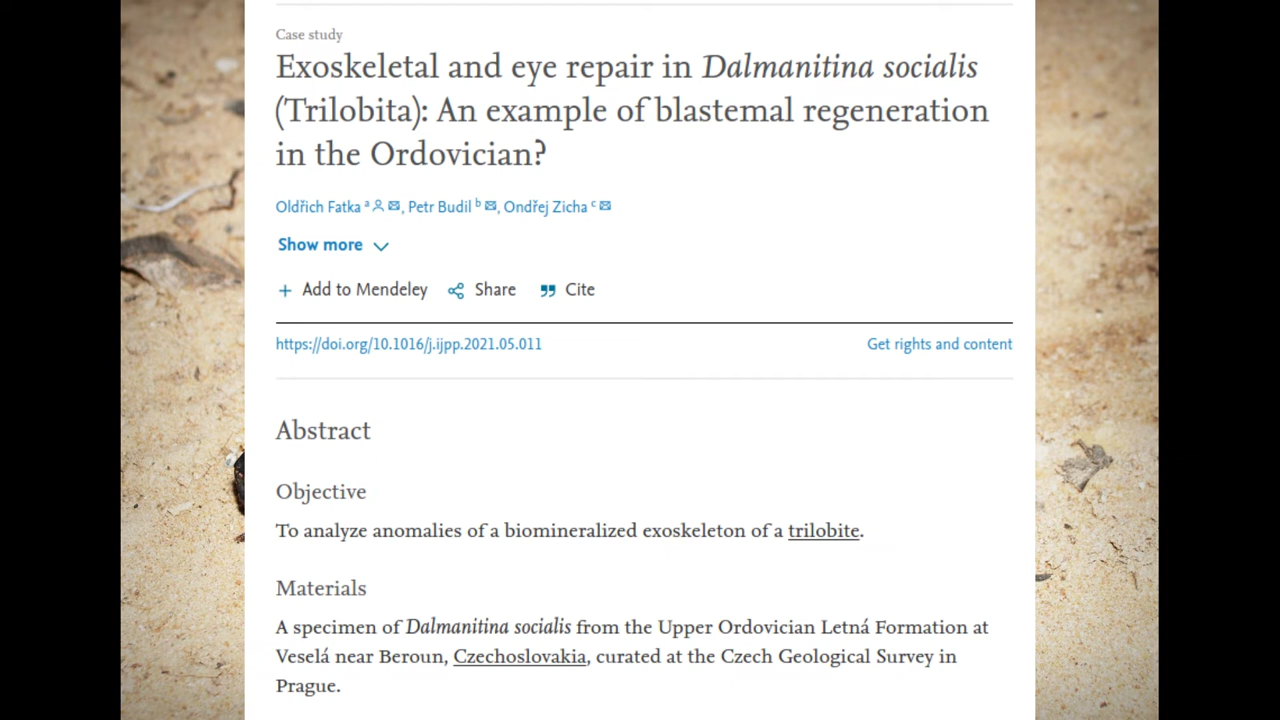 Case study
Exoskeletal and eye repair in Dalmanitina socialis
(Trilobita): An example of blastemal regeneration
in the Ordovician?
Oldřich Fatka a, Petr Budil b, Ondřej Zicha c
Show more
Add to Mendeley Share Cite
https://doi.org/10.1016/j.ijpp.2021.05.011 Get rights and content
Abstract
Objective
To analyze anomalies of a biomineralized exoskeleton of a trilobite.
Materials
A specimen of Dalmanitina socialis from the Upper Ordovician Letná Formation at
Veselá near Beroun, Czechoslovakia, curated at the Czech Geological Survey in
Prague.